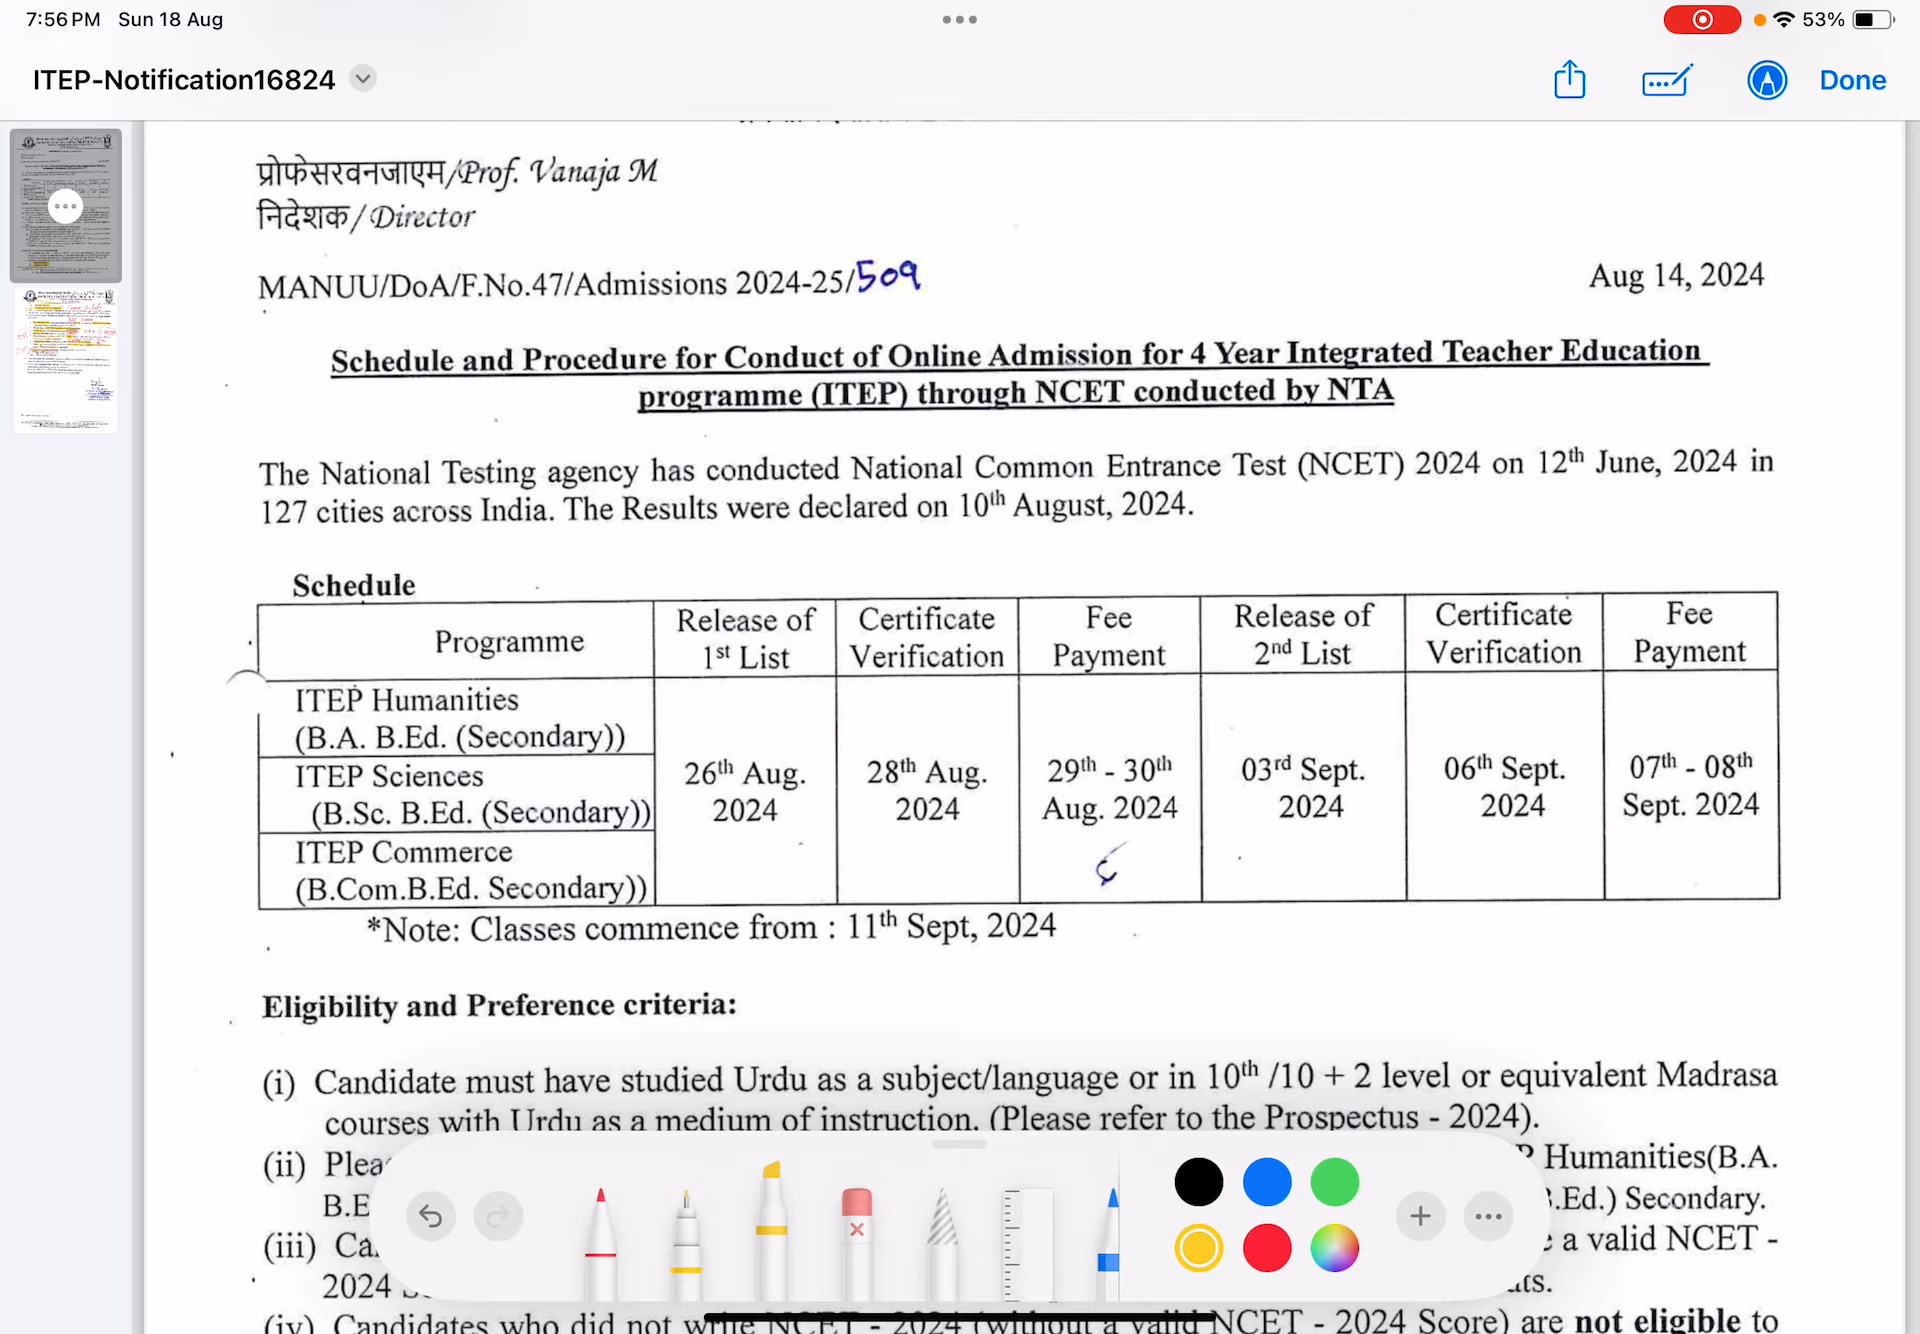 7:56 PM Sun 18 Aug
53%
ITEP-Notification16824
Done
प्रोफेसरवनजाएम/Prof. Vanaja M
निदेशक/Director
MANUU/DoA/F.No.47/Admissions 2024-25/509
Aug 14, 2024
Schedule and Procedure for Conduct of Online Admission for 4 Year Integrated Teacher Education
programme (ITEP) through NCET conducted by NTA
The National Testing agency has conducted National Common Entrance Test (NCET) 2024 on 12th June, 2024 in
127 cities across India. The Results were declared on 10th August, 2024.
Schedule
Programme
Release of
1st List
Certificate
Verification
Fee
Payment
Release of
2nd List
Certificate
Verification
Fee
Payment
ITEP Humanities
(B.A. B.Ed. (Secondary))
ITEP Sciences
(B.Sc. B.Ed. (Secondary))
ITEP Commerce
(B.Com.B.Ed. Secondary))
26th Aug.
2024
28th Aug.
2024
29th - 30th
Aug. 2024
03rd Sept.
2024
06th Sept.
2024
07th - 08th
Sept. 2024
*Note: Classes commence from : 11th Sept, 2024
Eligibility and Preference criteria:
(i) Candidate must have studied Urdu as a subject/language or in 10th /10 + 2 level or equivalent Madrasa
courses with Urdu as a medium of instruction. (Please refer to the Prospectus - 2024).
(ii) Humanities(B.A.
B.E .Ed.) Secondary.
(iii) a valid NCET -
2024
(iv) Candidates who did not write NCET - 2024 (without a valid NCET - 2024 Score) are not eligible to